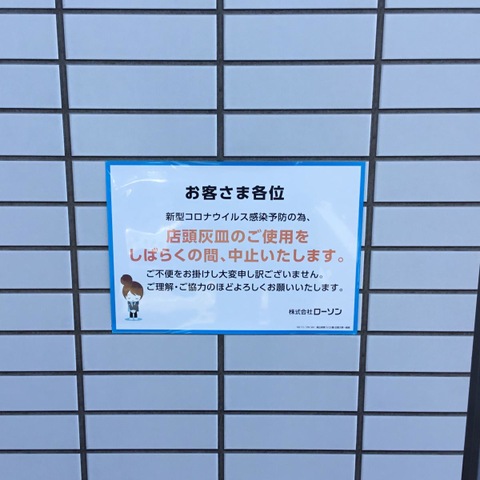 お客さま各位
新型コロナウイルス感染予防の為、
店頭灰皿のご使用を
しばらくの間、中止いたします。
ご不便をお掛けし大変申し訳ございません。
ご理解・ご協力のほどよろしくお願いいたします。
株式会社ローソン